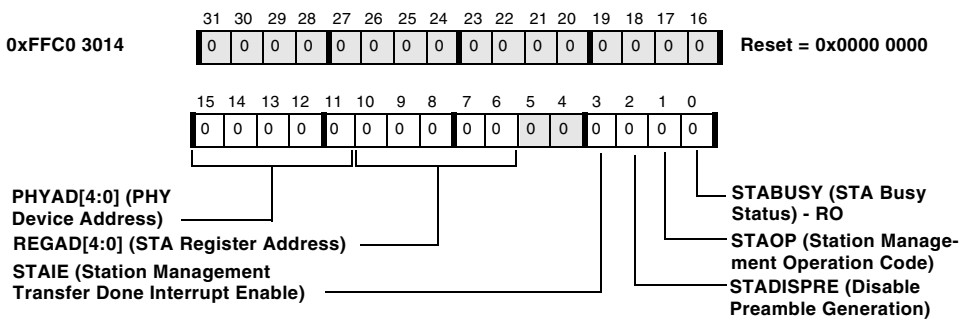 31 30 29 28 27 26 25 24 23 22 21 20 19 18 17 16
0xFFC0 3014
0 0 0 0 0 0 0 0 0 0 0 0 0 0 0 0
Reset = 0x0000 0000
15 14 13 12 11 10 9 8 7 6 5 4 3 2 1 0
0 0 0 0 0 0 0 0 0 0 0 0 0 0 0 0
PHYAD[4:0] (PHY
Device Address)
REGAD[4:0] (STA Register Address)
STAIE (Station Management
Transfer Done Interrupt Enable)
STABUSY (STA Busy
Status) - RO
STAOP (Station Manage-
ment Operation Code)
STADISPRE (Disable
Preamble Generation)